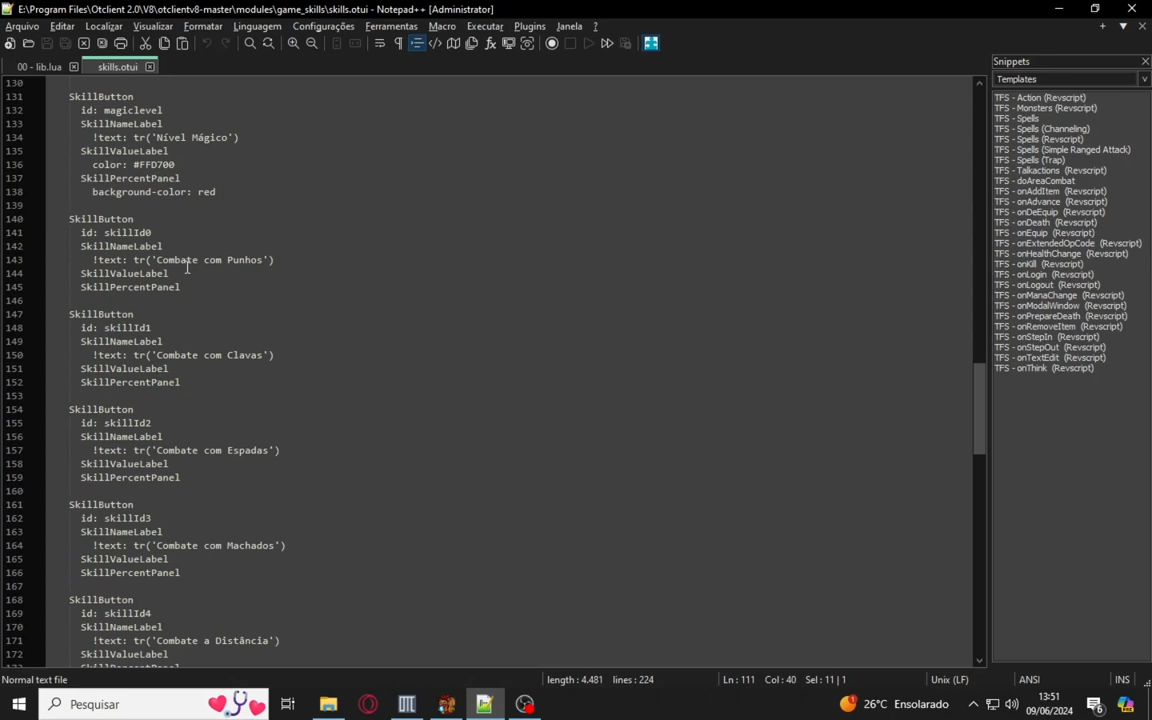 E:\Program Files\Otclient 2.0\V8\otclientv8-master\modules\game_skills\skills.otui - Notepad++ [Administrator]
Arquivo Editar Localizar Visualizar Formatar Linguagem Configurações Ferramentas Macro Executar Plugins Janela ?
00 - lib.lua skills.otui
Snippets
Templates
TFS - Action (Revscript)
TFS - Monsters (Revscript)
TFS - Spells
TFS - Spells (Channeling)
TFS - Spells (Revscript)
TFS - Spells (Simple Ranged Attack)
TFS - Spells (Trap)
TFS - Talkactions (Revscript)
TFS - doAreaCombat
TFS - onAddItem (Revscript)
TFS - onAdvance (Revscript)
TFS - onDeEquip (Revscript)
TFS - onDeath (Revscript)
TFS - onEquip (Revscript)
TFS - onExtendedOpCode (Revscript)
TFS - onHealthChange (Revscript)
TFS - onKill (Revscript)
TFS - onLogin (Revscript)
TFS - onLogout (Revscript)
TFS - onManaChange (Revscript)
TFS - onModalWindow (Revscript)
TFS - onPrepareDeath (Revscript)
TFS - onRemoveItem (Revscript)
TFS - onStepIn (Revscript)
TFS - onStepOut (Revscript)
TFS - onTextEdit (Revscript)
TFS - onThink (Revscript)
130
131 SkillButton
132 id: magiclevel
133 SkillNameLabel
134 !text: tr('Nível Mágico')
135 SkillValueLabel
136 color: #FFD700
137 SkillPercentPanel
138 background-color: red
139
140 SkillButton
141 id: skillId0
142 SkillNameLabel
143 !text: tr('Combate com Punhos')
144 SkillValueLabel
145 SkillPercentPanel
146
147 SkillButton
148 id: skillId1
149 SkillNameLabel
150 !text: tr('Combate com Clavas')
151 SkillValueLabel
152 SkillPercentPanel
153
154 SkillButton
155 id: skillId2
156 SkillNameLabel
157 !text: tr('Combate com Espadas')
158 SkillValueLabel
159 SkillPercentPanel
160
161 SkillButton
162 id: skillId3
163 SkillNameLabel
164 !text: tr('Combate com Machados')
165 SkillValueLabel
166 SkillPercentPanel
167
168 SkillButton
169 id: skillId4
170 SkillNameLabel
171 !text: tr('Combate a Distância')
172 SkillValueLabel
173 SkillPercentPanel
Normal text file length : 4.481 lines : 224 Ln : 111 Col : 40 Sel : 11 | 1 Unix (LF) ANSI INS
Pesquisar 26°C Ensolarado 13:51
09/06/2024 6